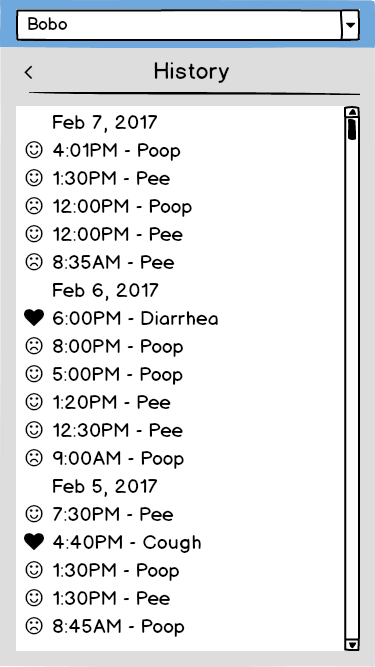 Bobo
History
Feb 7, 2017
4:01PM - Poop
1:30PM - Pee
12:00PM - Poop
12:00PM - Pee
8:35AM - Pee
Feb 6, 2017
6:00PM - Diarrhea
8:00PM - Poop
5:00PM - Poop
1:20PM - Pee
12:30PM - Pee
9:00AM - Poop
Feb 5, 2017
7:30PM - Pee
4:40PM - Cough
1:30PM - Poop
1:30PM - Pee
8:45AM - Poop